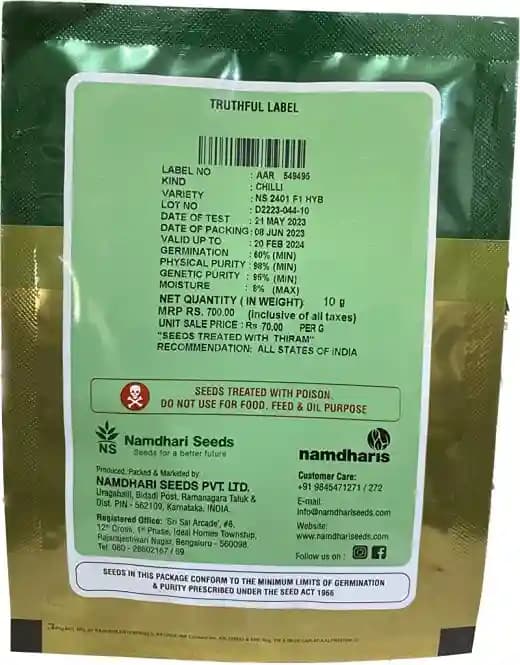 TRUTHFUL LABEL
LABEL NO : AAR 549495
KIND : CHILLI
VARIETY : NS 2401 F1 HYB
LOT NO : D2223-044-10
DATE OF TEST : 21 MAY 2023
DATE OF PACKING : 08 JUN 2023
VALID UP TO : 20 FEB 2024
GERMINATION : 60% (MIN)
PHYSICAL PURITY : 98% (MIN)
GENETIC PURITY : 95% (MIN)
MOISTURE : 8% (MAX)
NET QUANTITY ( IN WEIGHT) 10 g
MRP RS. 700.00 (inclusive of all taxes)
UNIT SALE PRICE : Rs 70.00 PER G
"SEEDS TREATED WITH THIRAM"
RECOMMENDATION: ALL STATES OF INDIA
SEEDS TREATED WITH POISON.
DO NOT USE FOR FOOD, FEED & OIL PURPOSE
NS Namdhari Seeds
Seeds for a better future
Produced, Packed & Marketed by
NAMDHARI SEEDS PVT. LTD.
Uragahalli, Bidadi Post, Ramanagara Taluk &
Dist. PIN - 562109, Karnataka, INDIA.
Registered Office: 'Sri Sai Arcade', #6,
12th Cross, 1st Phase, Ideal Homes Township,
Rajarajeshwari Nagar, Bengaluru - 560098
Tel: 080 - 28602167 / 69
namdharis
Customer Care:
+91 9845471271 / 272
E-mail:
info@namdhariseeds.com
Website:
www.namdhariseeds.com
Follow us on :
SEEDS IN THIS PACKAGE CONFORM TO THE MINIMUM LIMITS OF GERMINATION
& PURITY PRESCRIBED UNDER THE SEED ACT 1966